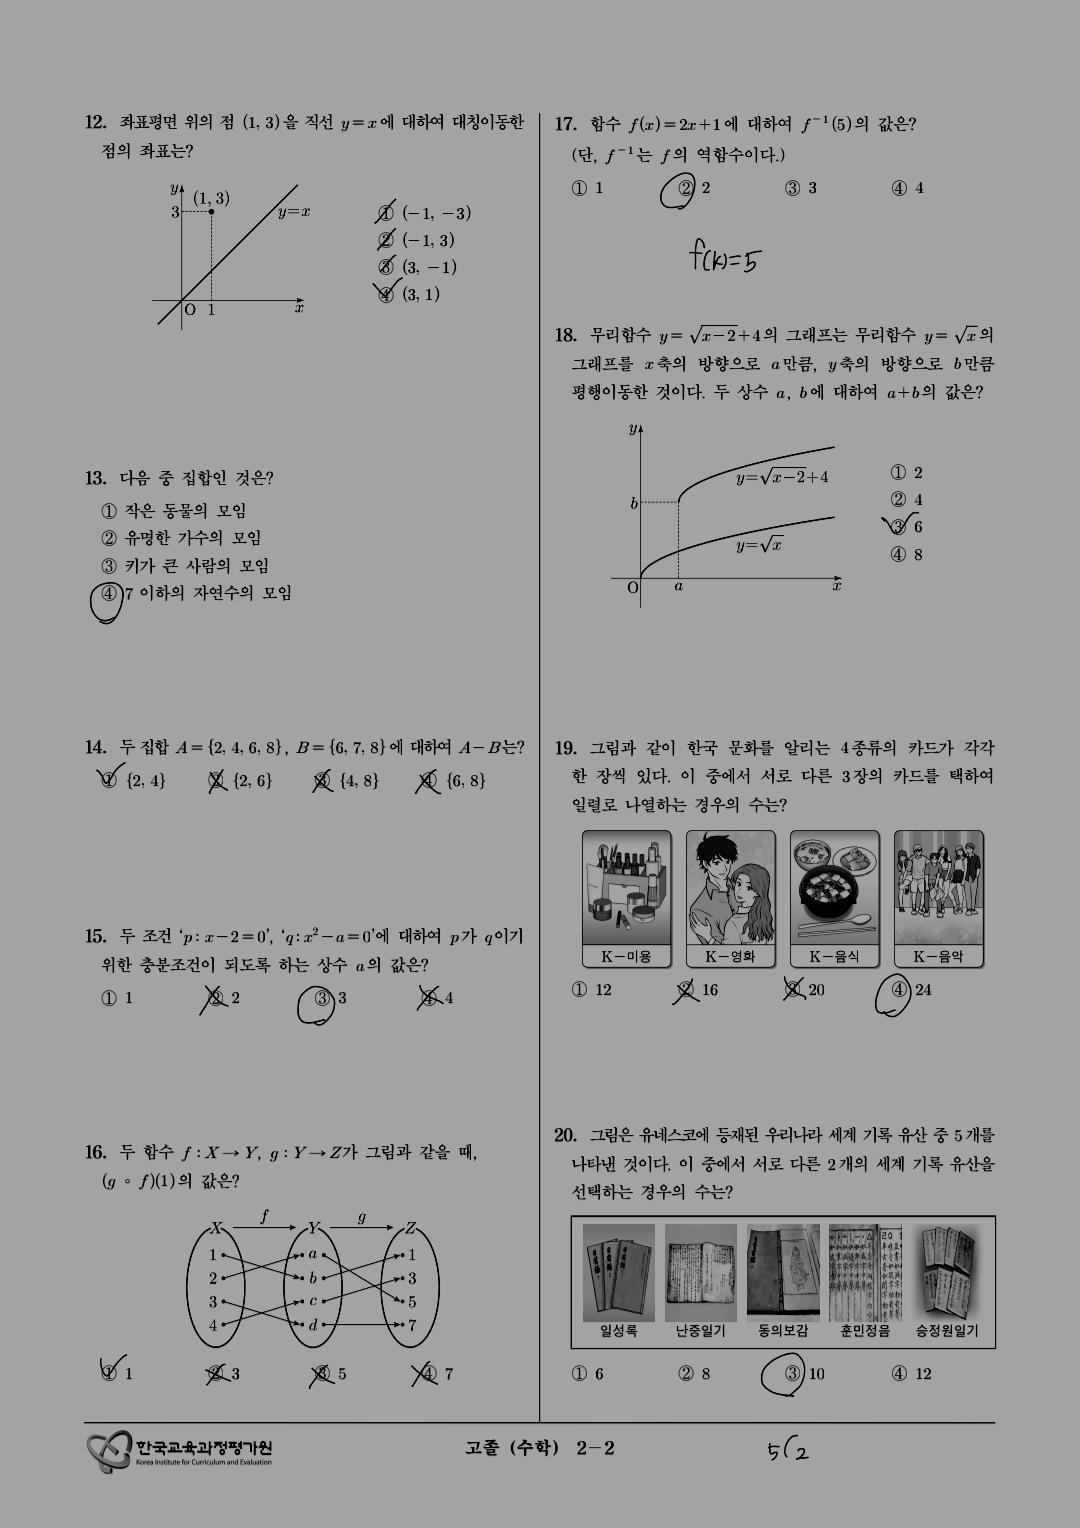 12. 좌표평면 위의 점 (1, 3)을 직선 y=x에 대하여 대칭이동한
점의 좌표는?
y
(1, 3)
3
y=x
O 1 x
① (−1, −3)
② (−1, 3)
③ (3, −1)
④ (3, 1)
13. 다음 중 집합인 것은?
① 작은 동물의 모임
② 유명한 가수의 모임
③ 키가 큰 사람의 모임
④ 7 이하의 자연수의 모임
14. 두 집합 A={2, 4, 6, 8}, B={6, 7, 8}에 대하여 A−B는?
① {2, 4} ② {2, 6} ③ {4, 8} ④ {6, 8}
15. 두 조건 ‘p : x−2=0’, ‘q : x²−a=0’에 대하여 p가 q이기
위한 충분조건이 되도록 하는 상수 a의 값은?
① 1 ② 2 ③ 3 ④ 4
16. 두 함수 f : X → Y, g : Y → Z가 그림과 같을 때,
(g ∘ f)(1)의 값은?
f g
X Y Z
1 a 1
2 b 3
3 c 5
4 d 7
① 1 ② 3 ③ 5 ④ 7
17. 함수 f(x)=2x+1에 대하여 f⁻¹(5)의 값은?
(단, f⁻¹는 f의 역함수이다.)
① 1 ② 2 ③ 3 ④ 4
f(k)=5
18. 무리함수 y=√(x−2)+4의 그래프는 무리함수 y=√x의
그래프를 x축의 방향으로 a만큼, y축의 방향으로 b만큼
평행이동한 것이다. 두 상수 a, b에 대하여 a+b의 값은?
y
y=√(x−2)+4
b
y=√x
O a x
① 2
② 4
③ 6
④ 8
19. 그림과 같이 한국 문화를 알리는 4종류의 카드가 각각
한 장씩 있다. 이 중에서 서로 다른 3장의 카드를 택하여
일렬로 나열하는 경우의 수는?
K−미용 K−영화 K−음식 K−음악
① 12 ② 16 ③ 20 ④ 24
20. 그림은 유네스코에 등재된 우리나라 세계 기록 유산 중 5개를
나타낸 것이다. 이 중에서 서로 다른 2개의 세계 기록 유산을
선택하는 경우의 수는?
일성록 난중일기 동의보감 훈민정음 승정원일기
① 6 ② 8 ③ 10 ④ 12
한국교육과정평가원
Korea Institute for Curriculum and Evaluation
고졸 (수학) 2−2
5C2